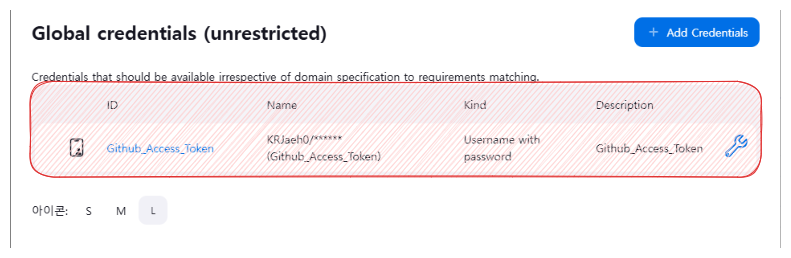 Global credentials (unrestricted)
+ Add Credentials
Credentials that should be available irrespective of domain specification to requirements matching.
ID Name Kind Description
Github_Access_Token KRJaeh0/****** (Github_Access_Token) Username with password Github_Access_Token
아이콘: S M L